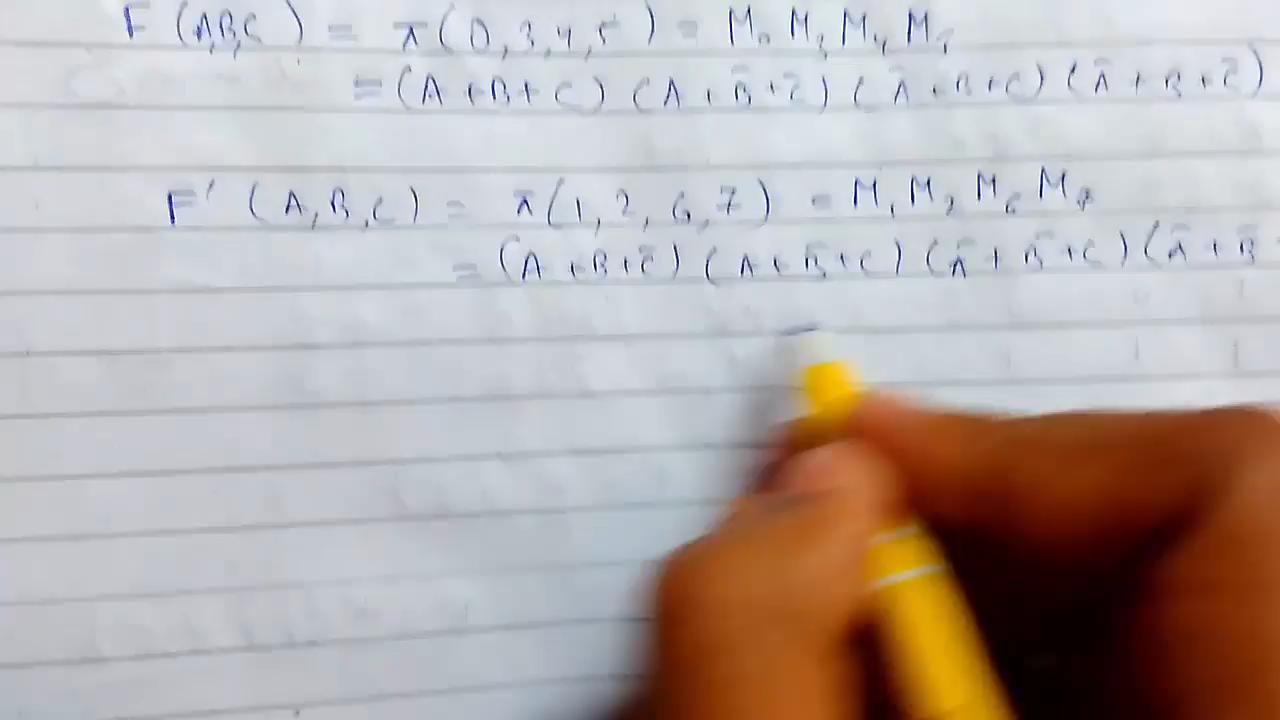 F (A,B,C) = π(0,3,4,5) = M₀ M₃ M₄ M₅
= (A+B+C) (A+B̄+C̄) (Ā+B+C) (Ā+B+C̄)
F' (A,B,C) = π(1,2,6,7) = M₁ M₂ M₆ M₇
= (A+B+C̄) (A+B̄+C) (Ā+B̄+C) (Ā+B̄